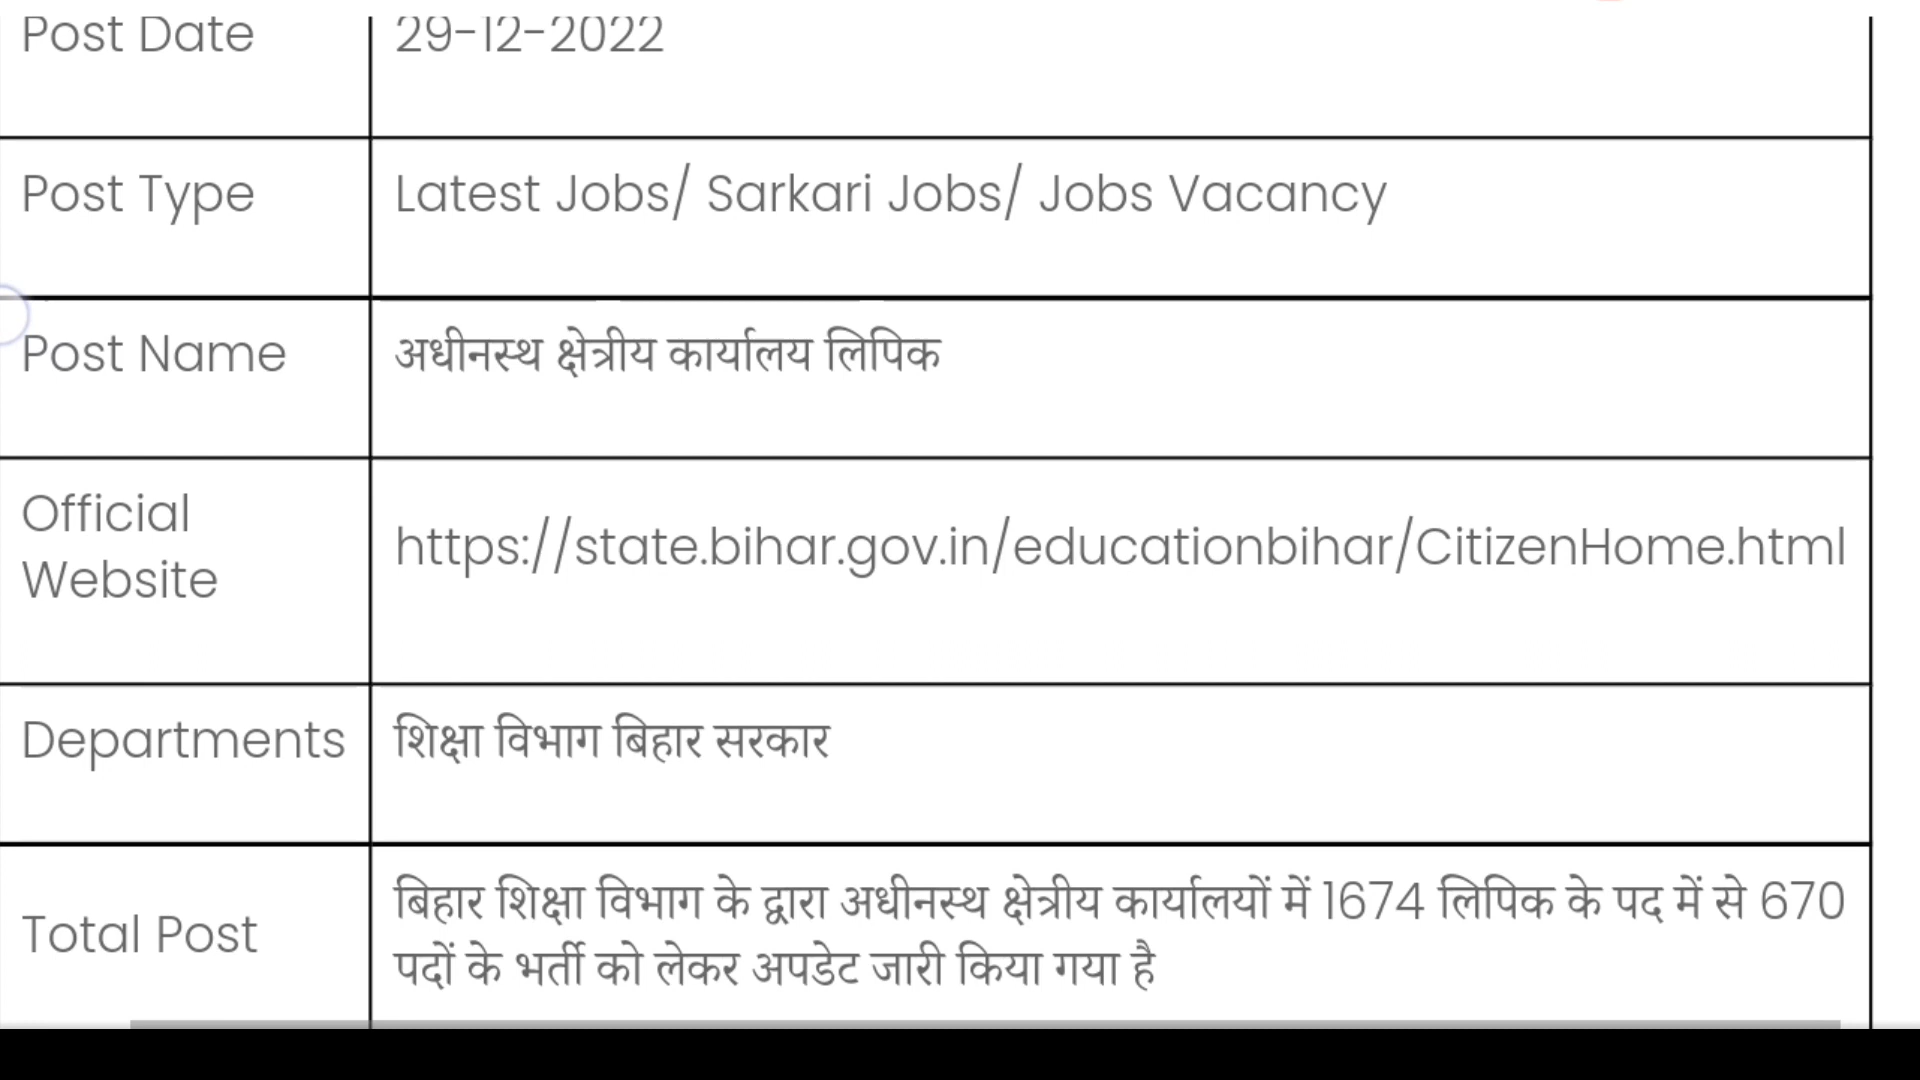 Post Date 29-12-2022
Post Type Latest Jobs/ Sarkari Jobs/ Jobs Vacancy
Post Name अधीनस्थ क्षेत्रीय कार्यालय लिपिक
Official
Website
https://state.bihar.gov.in/educationbihar/CitizenHome.html
Departments शिक्षा विभाग बिहार सरकार
Total Post
बिहार शिक्षा विभाग के द्वारा अधीनस्थ क्षेत्रीय कार्यालयों में 1674 लिपिक के पद में से 670
पदों के भर्ती को लेकर अपडेट जारी किया गया है